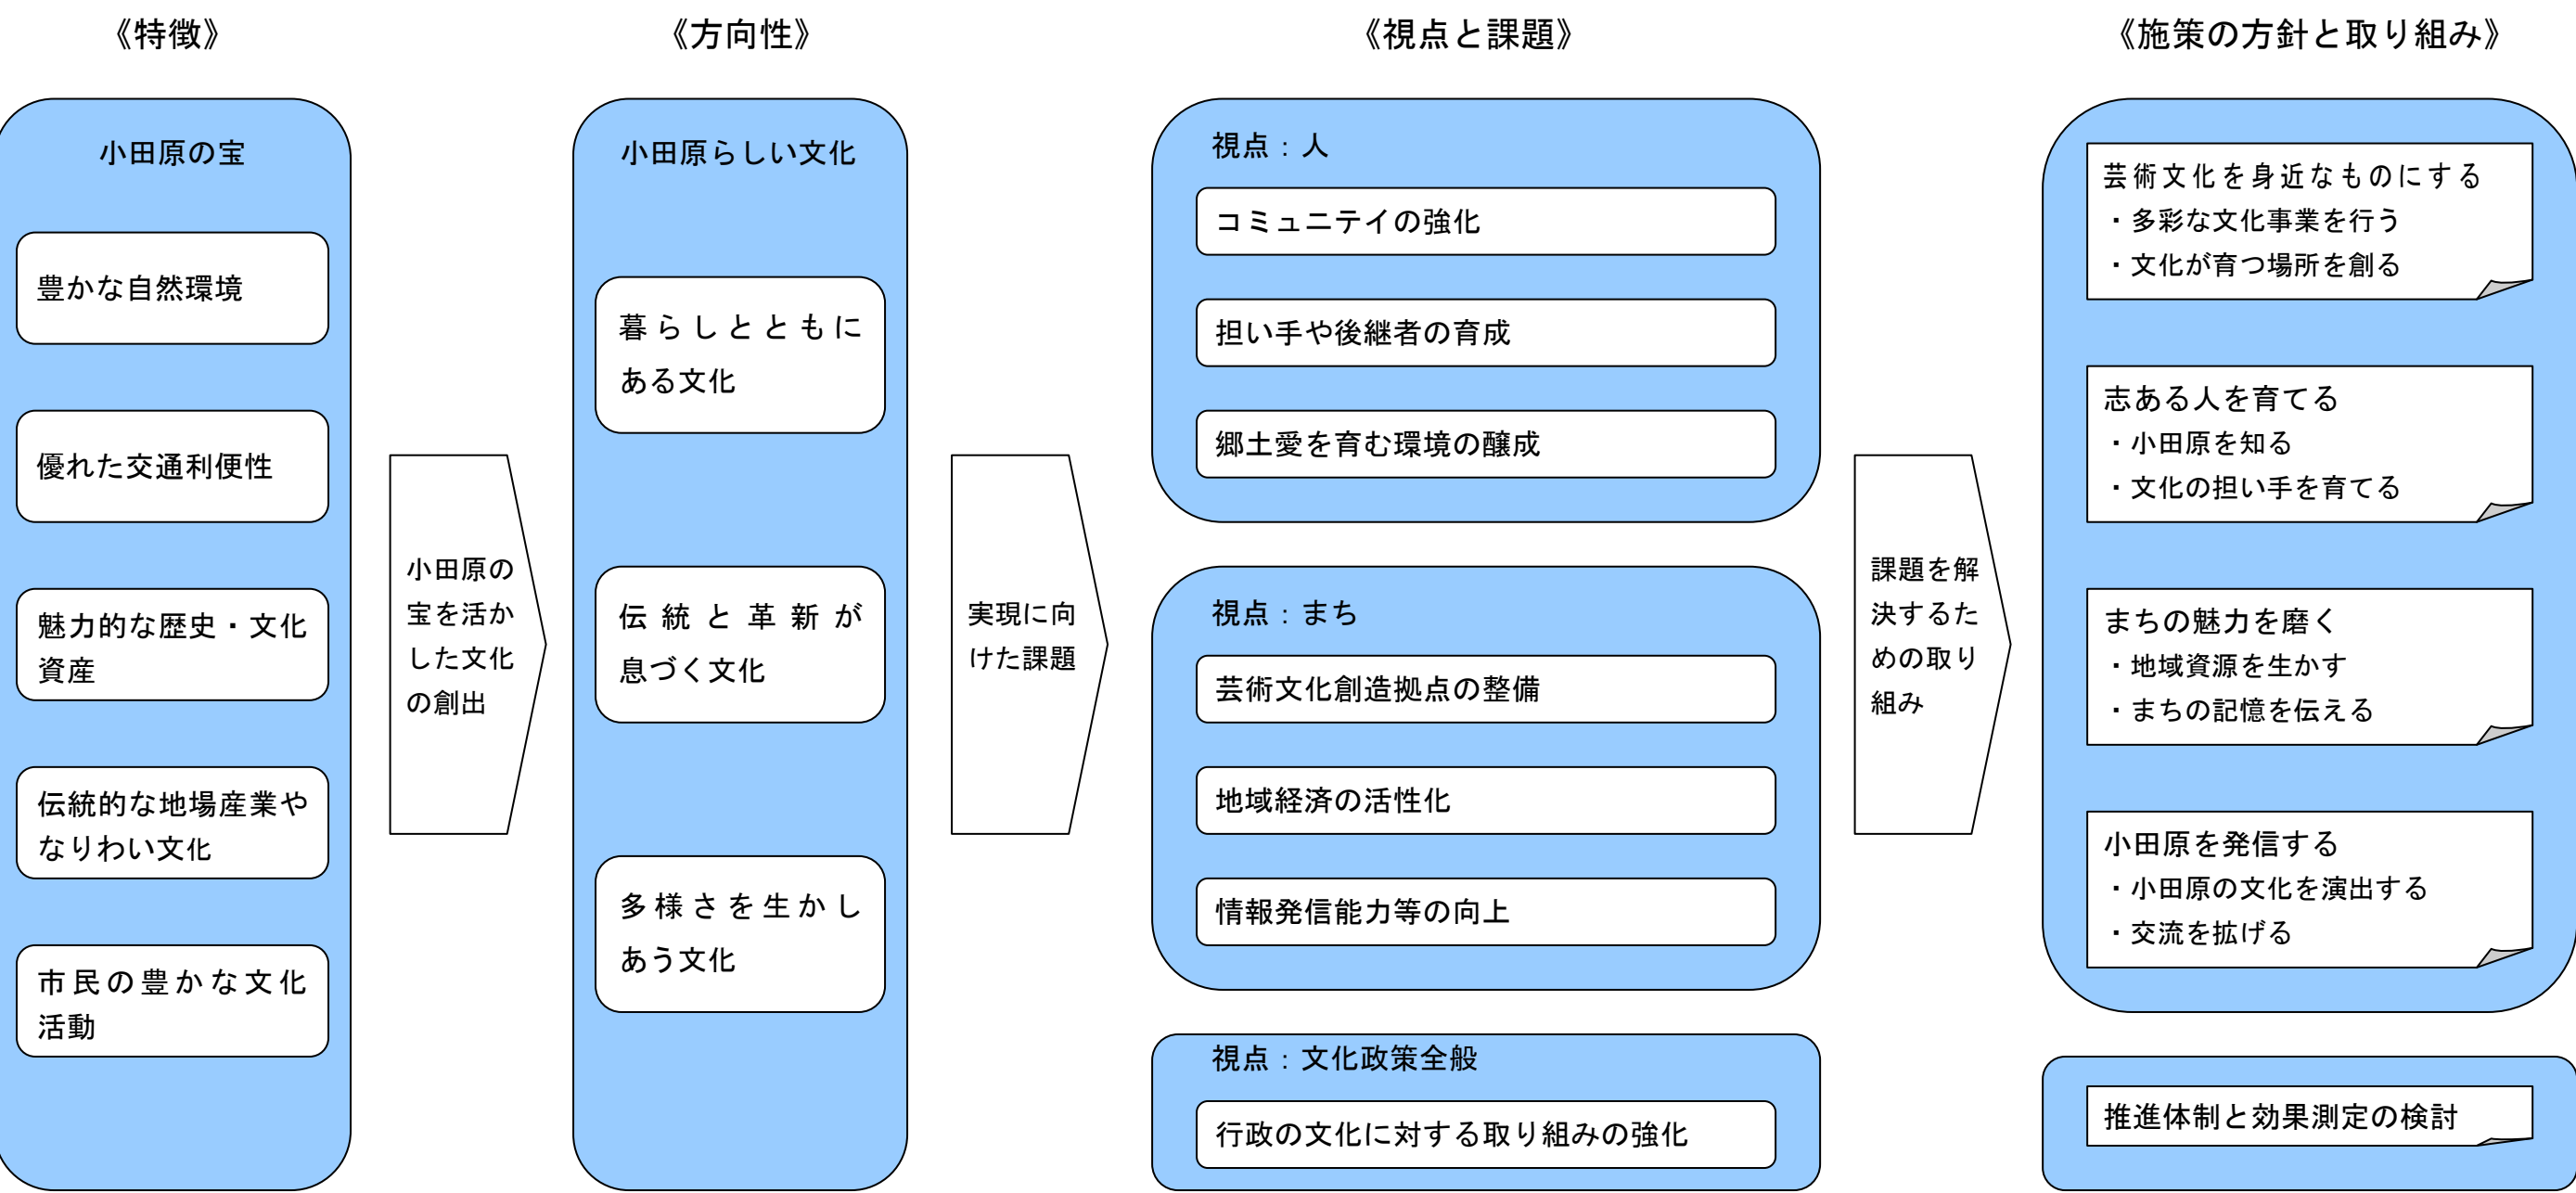 《特徴》
《方向性》
《視点と課題》
《施策の方針と取り組み》
小田原の宝
豊かな自然環境
優れた交通利便性
魅力的な歴史・文化
資産
伝統的な地場産業や
なりわい文化
市民の豊かな文化
活動
小田原の
宝を活か
した文化
の創出
小田原らしい文化
暮らしとともに
ある文化
伝統と革新が
息づく文化
多様さを生かし
あう文化
実現に向
けた課題
視点：人
コミュニテイの強化
担い手や後継者の育成
郷土愛を育む環境の醸成
視点：まち
芸術文化創造拠点の整備
地域経済の活性化
情報発信能力等の向上
視点：文化政策全般
行政の文化に対する取り組みの強化
課題を解
決するた
めの取り
組み
芸術文化を身近なものにする
・多彩な文化事業を行う
・文化が育つ場所を創る
志ある人を育てる
・小田原を知る
・文化の担い手を育てる
まちの魅力を磨く
・地域資源を生かす
・まちの記憶を伝える
小田原を発信する
・小田原の文化を演出する
・交流を拡げる
推進体制と効果測定の検討